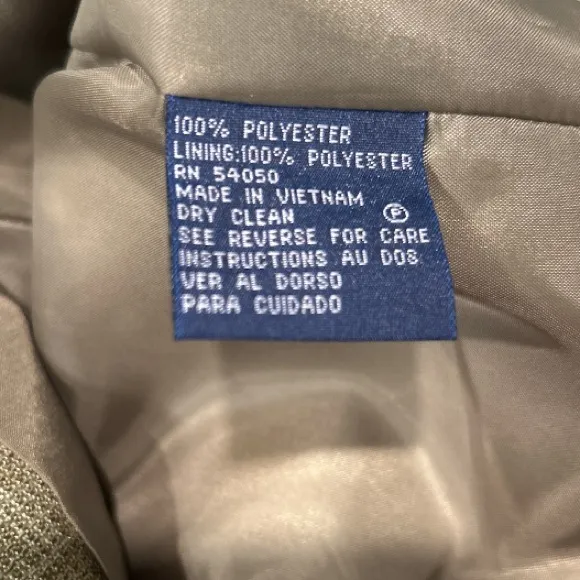 100% POLYESTER
LINING:100% POLYESTER
RN 54050
MADE IN VIETNAM
DRY CLEAN Ⓟ
SEE REVERSE FOR CARE
INSTRUCTIONS AU DOS
VER AL DORSO
PARA CUIDADO